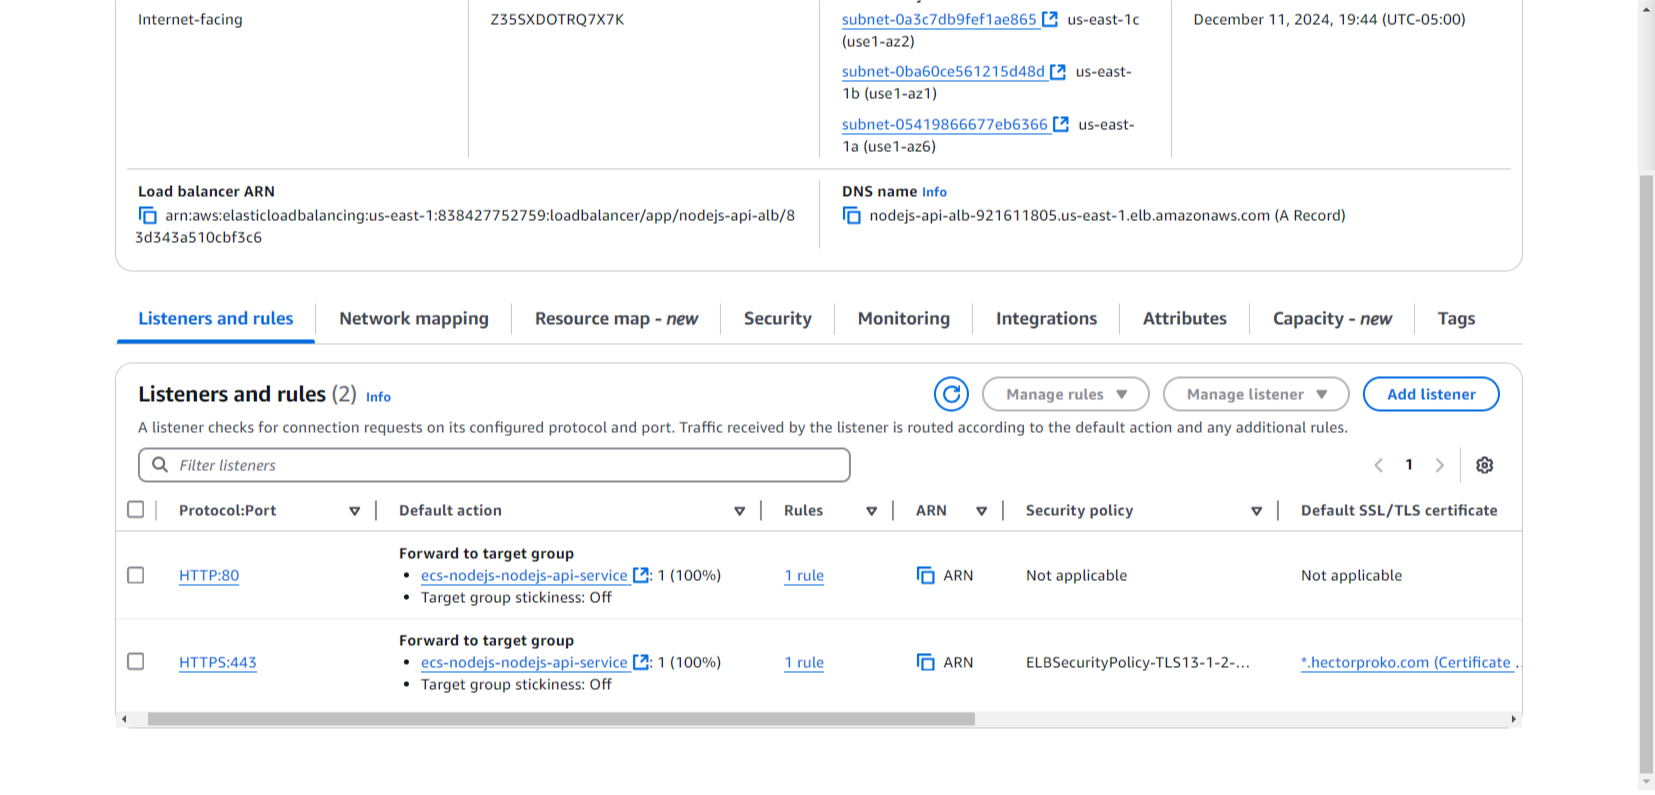 Internet-facing
Z35SXDOTRQ7X7K
subnet-0a3c7db9fef1ae865 us-east-1c
(use1-az2)
subnet-0ba60ce561215d48d us-east-
1b (use1-az1)
subnet-05419866677eb6366 us-east-
1a (use1-az6)
December 11, 2024, 19:44 (UTC-05:00)
Load balancer ARN
arn:aws:elasticloadbalancing:us-east-1:838427752759:loadbalancer/app/nodejs-api-alb/8
3d343a510cbf3c6
DNS name Info
nodejs-api-alb-921611805.us-east-1.elb.amazonaws.com (A Record)
Listeners and rules Network mapping Resource map - new Security Monitoring Integrations Attributes Capacity - new Tags
Listeners and rules (2) Info
Manage rules Manage listener Add listener
A listener checks for connection requests on its configured protocol and port. Traffic received by the listener is routed according to the default action and any additional rules.
Filter listeners
1
Protocol:Port Default action Rules ARN Security policy Default SSL/TLS certificate
Forward to target group
HTTP:80 • ecs-nodejs-nodejs-api-service : 1 (100%) 1 rule ARN Not applicable Not applicable
• Target group stickiness: Off
Forward to target group
HTTPS:443 • ecs-nodejs-nodejs-api-service : 1 (100%) 1 rule ARN ELBSecurityPolicy-TLS13-1-2-... *.hectorproko.com (Certificate ..
• Target group stickiness: Off